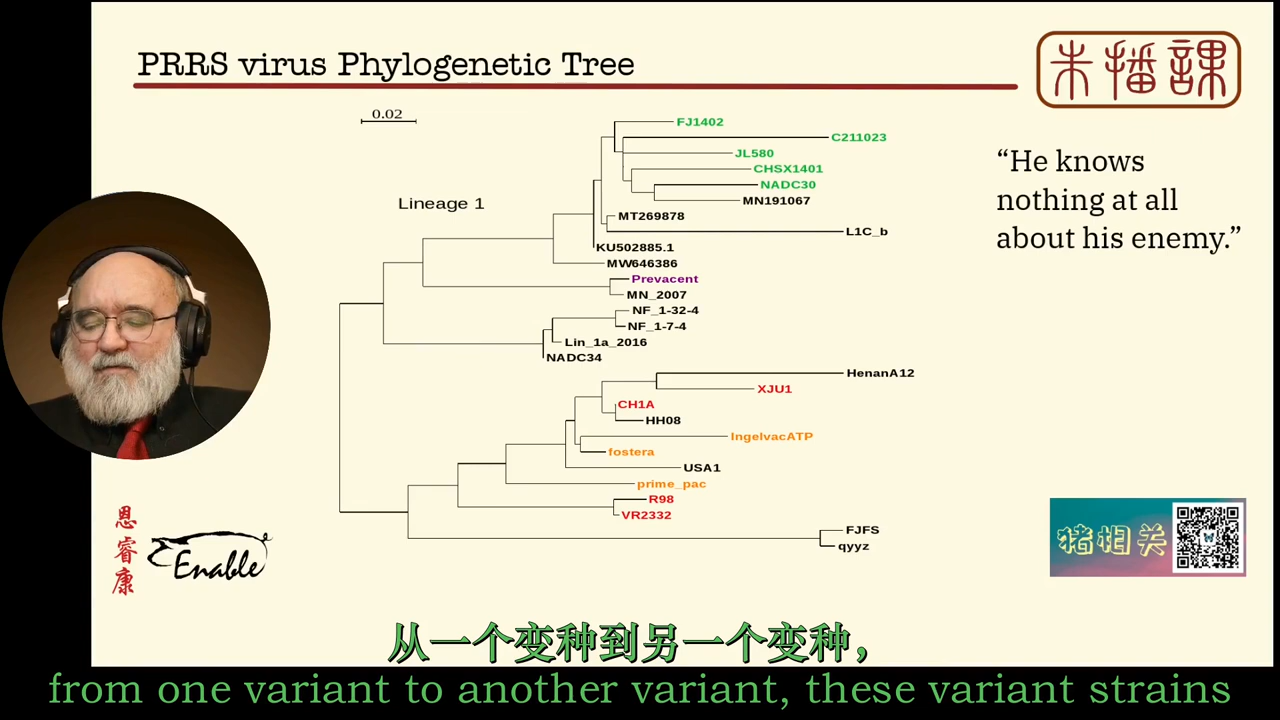 PRRS virus Phylogenetic Tree
未播課
0.02
FJ1402
C211023
JL580
CHSX1401
NADC30
MN191067
Lineage 1
MT269878
L1C_b
KU502885.1
MW646386
Prevacent
MN_2007
NF_1-32-4
NF_1-7-4
Lin_1a_2016
NADC34
HenanA12
XJU1
CH1A
HH08
IngelvacATP
fostera
USA1
prime_pac
R98
VR2332
FJFS
qyyz
“He knows
nothing at all
about his enemy.”
恩睿康
Enable
猪相关
从一个变种到另一个变种，
from one variant to another variant, these variant strains